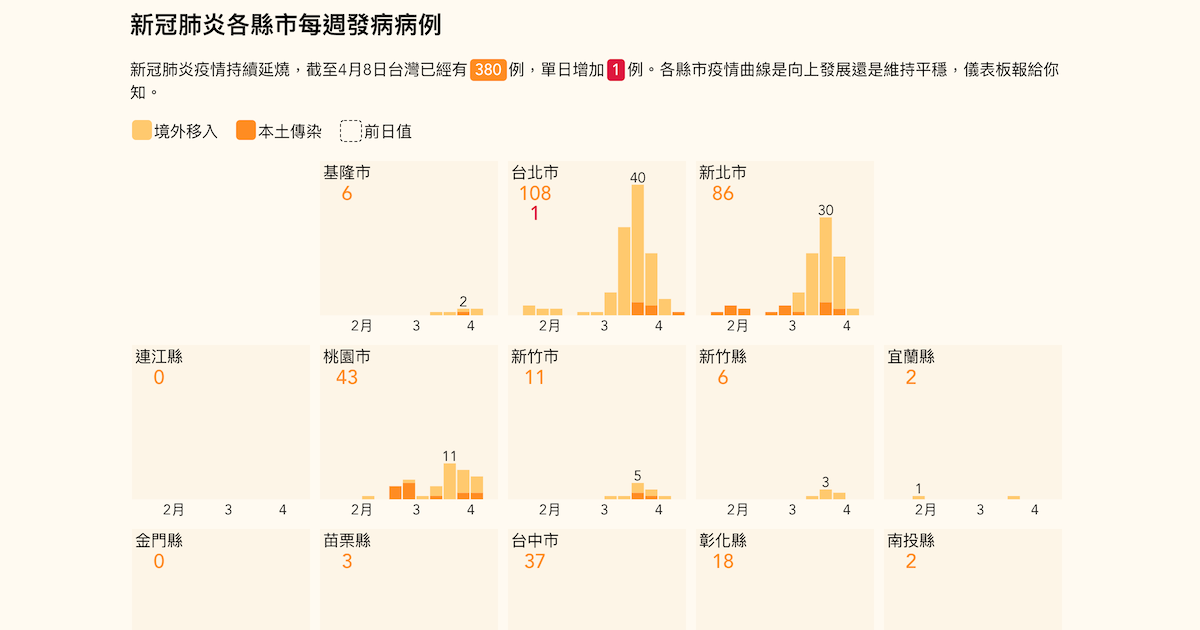 新冠肺炎各縣市每週發病病例
新冠肺炎疫情持續延燒，截至4月8日台灣已經有 380 例，單日增加 1 例。各縣市疫情曲線是向上發展還是維持平穩，儀表板報給你
知。
境外移入 本土傳染 前日值
基隆市 台北市 新北市
6 108 86
1
40
30
2
2月 3 4 2月 3 4 2月 3 4
連江縣 桃園市 新竹市 新竹縣 宜蘭縣
0 43 11 6 2
11
5
3
1
2月 3 4 2月 3 4 2月 3 4 2月 3 4 2月 3 4
金門縣 苗栗縣 台中市 彰化縣 南投縣
0 3 37 18 2